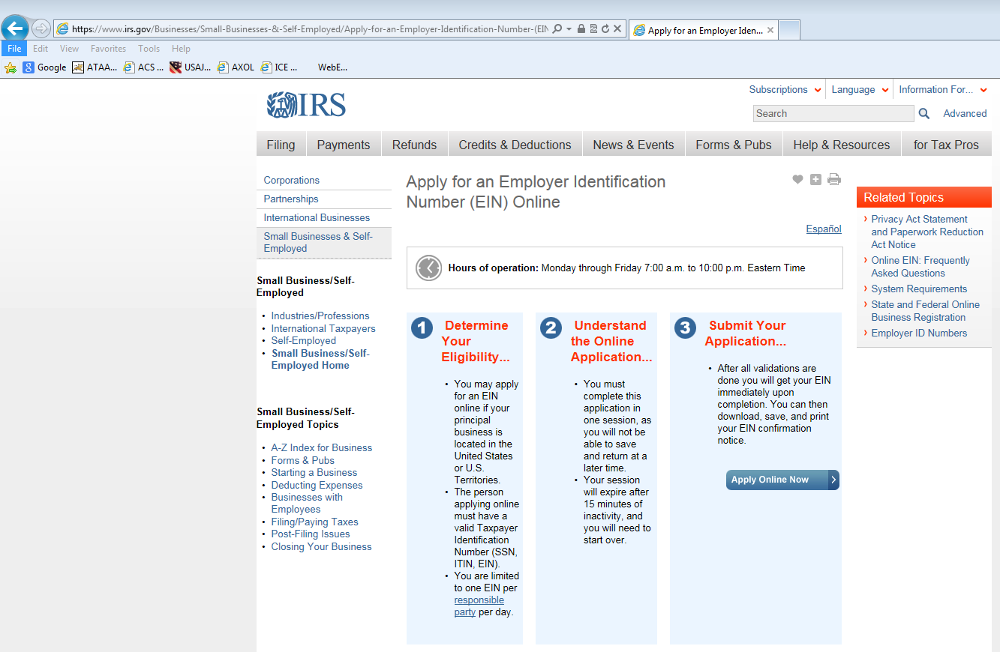 https://www.irs.gov/Businesses/Small-Businesses-&-Self-Employed/Apply-for-an-Employer-Identification-Number-(EIN
Apply for an Employer Iden...
File Edit View Favorites Tools Help
Google ATAA... ACS ... USAJ... AXOL ICE ... WebE...
IRS
Subscriptions Language Information For...
Search Advanced
Filing Payments Refunds Credits & Deductions News & Events Forms & Pubs Help & Resources for Tax Pros
Corporations
Partnerships
International Businesses
Small Businesses & Self-
Employed
Small Business/Self-
Employed
• Industries/Professions
• International Taxpayers
• Self-Employed
• Small Business/Self-
Employed Home
Small Business/Self-
Employed Topics
• A-Z Index for Business
• Forms & Pubs
• Starting a Business
• Deducting Expenses
• Businesses with
Employees
• Filing/Paying Taxes
• Post-Filing Issues
• Closing Your Business
Apply for an Employer Identification
Number (EIN) Online
Español
Hours of operation: Monday through Friday 7:00 a.m. to 10:00 p.m. Eastern Time
1 Determine
Your
Eligibility...
• You may apply
for an EIN
online if your
principal
business is
located in the
United States
or U.S.
Territories.
• The person
applying online
must have a
valid Taxpayer
Identification
Number (SSN,
ITIN, EIN).
• You are limited
to one EIN per
responsible
party per day.
2 Understand
the Online
Application...
• You must
complete this
application in
one session, as
you will not be
able to save
and return at a
later time.
• Your session
will expire after
15 minutes of
inactivity, and
you will need to
start over.
3 Submit Your
Application...
• After all validations are
done you will get your EIN
immediately upon
completion. You can then
download, save, and print
your EIN confirmation
notice.
Apply Online Now
Related Topics
Privacy Act Statement
and Paperwork Reduction
Act Notice
Online EIN: Frequently
Asked Questions
System Requirements
State and Federal Online
Business Registration
Employer ID Numbers